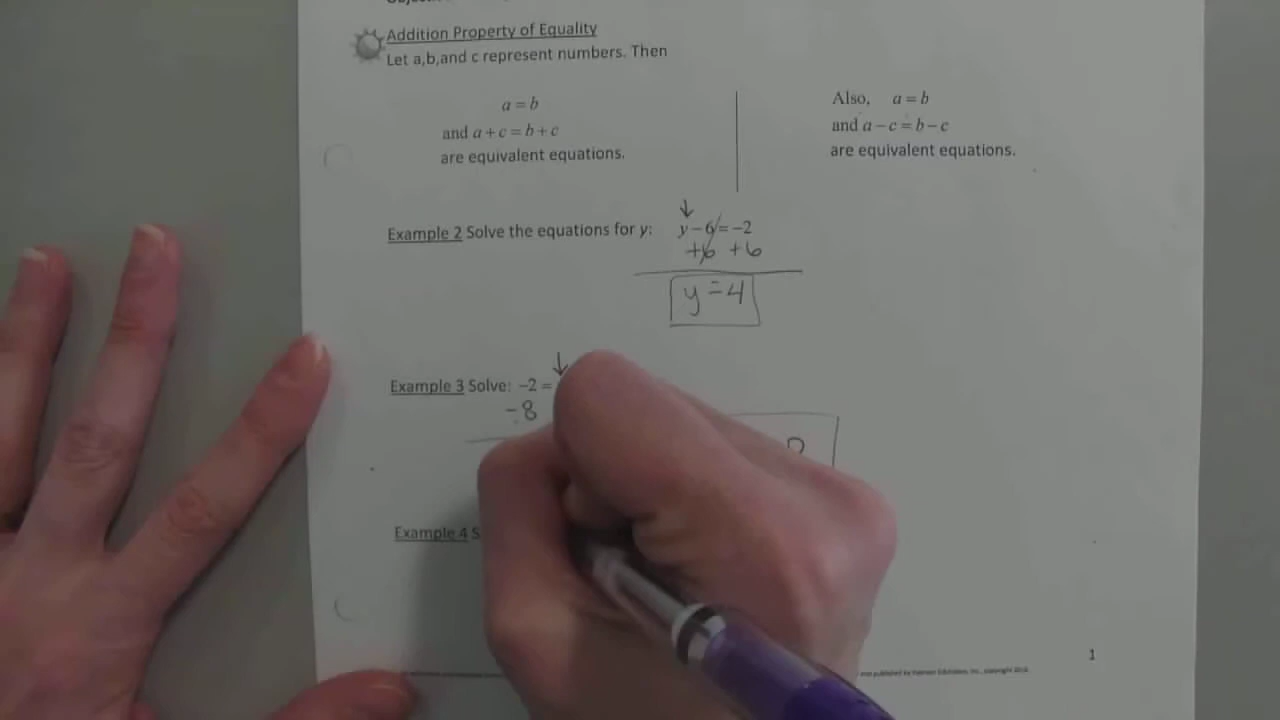 Addition Property of Equality
Let a,b,and c represent numbers. Then
a = b
and a + c = b + c
are equivalent equations.
Also, a = b
and a − c = b − c
are equivalent equations.
Example 2 Solve the equations for y: y − 6 = −2
+6 +6
y = 4
Example 3 Solve: −2 =
−8
Example 4 S
1